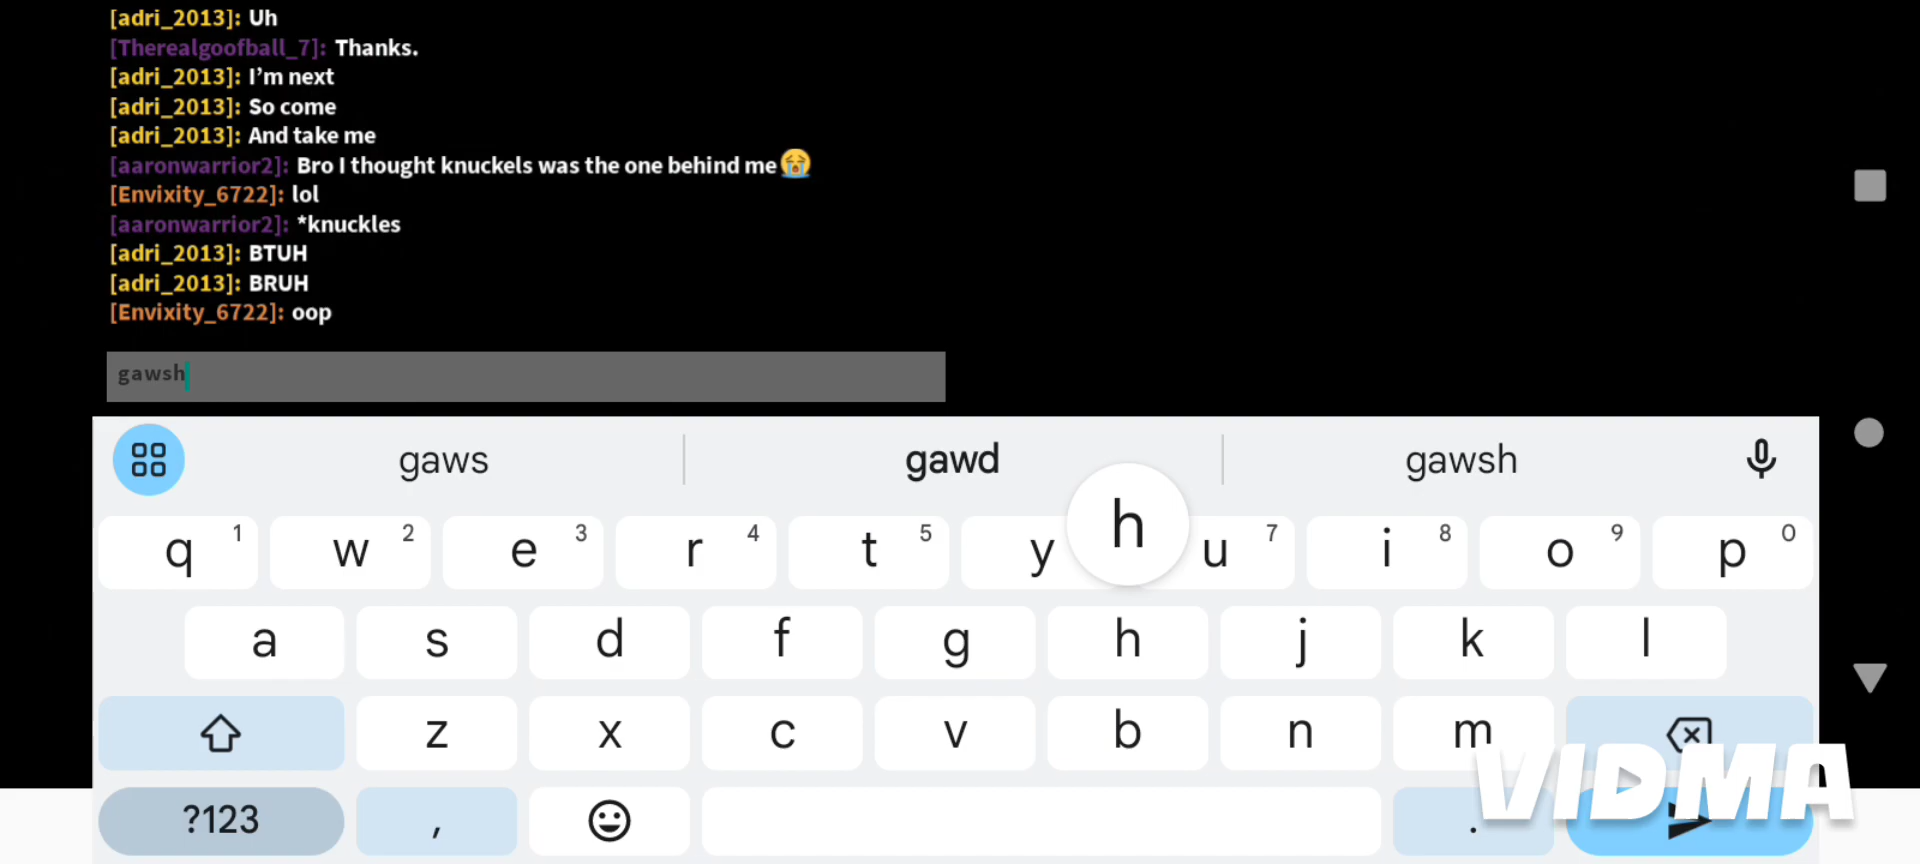 [adri_2013]: Uh
[Therealgoofball_7]: Thanks.
[adri_2013]: I’m next
[adri_2013]: So come
[adri_2013]: And take me
[aaronwarrior2]: Bro I thought knuckels was the one behind me😭
[Envixity_6722]: lol
[aaronwarrior2]: *knuckles
[adri_2013]: BTUH
[adri_2013]: BRUH
[Envixity_6722]: oop
gawsh
gaws gawd gawsh
h
q 1 w 2 e 3 r 4 t 5 y u 7 i 8 o 9 p 0
a s d f g h j k l
z x c v b n m
?123 , .
VIDMA